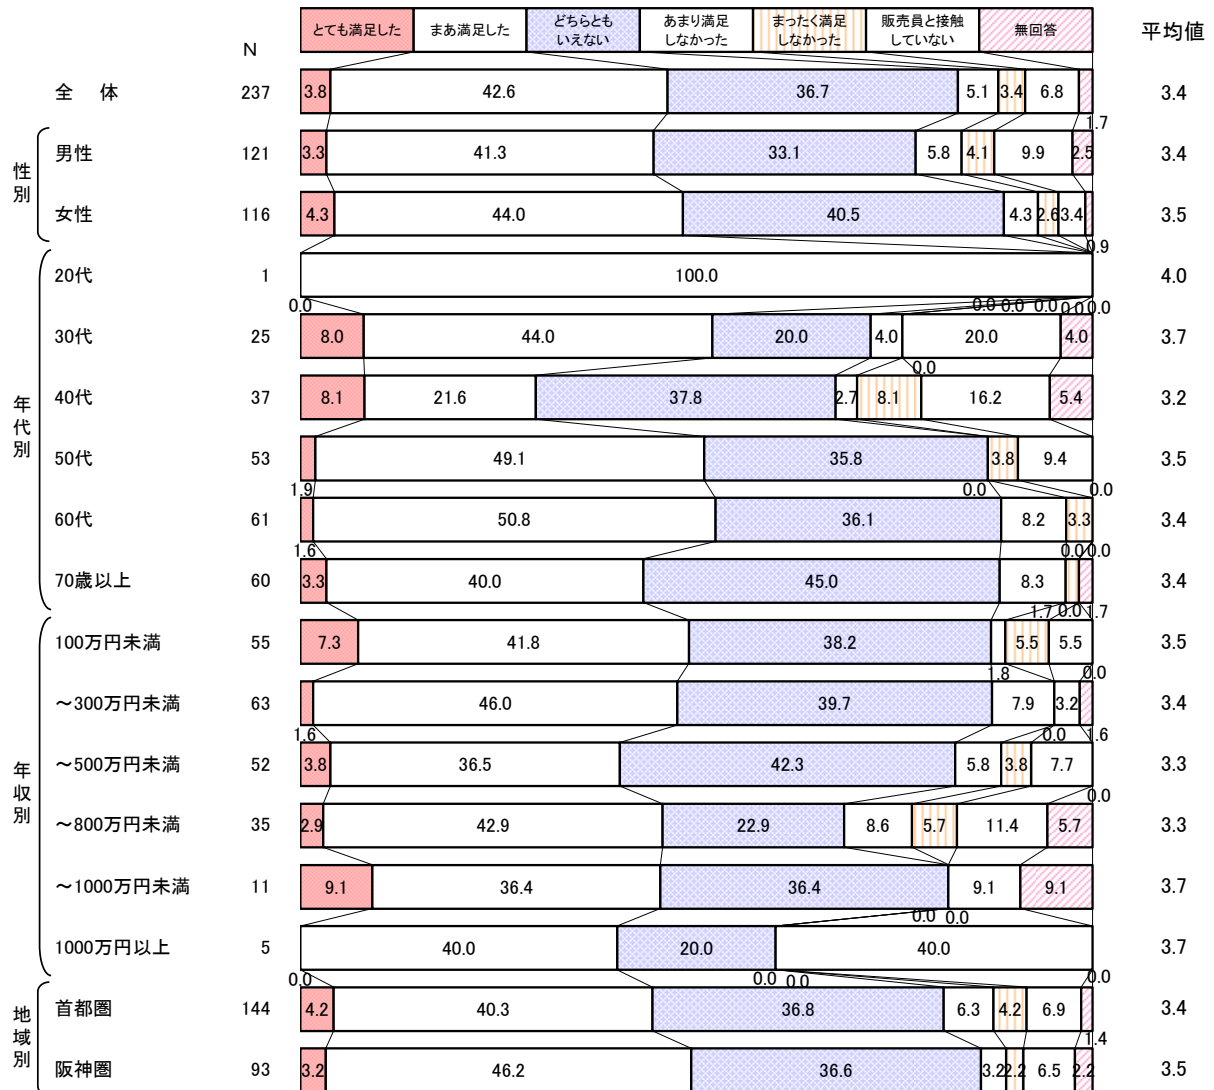 とても満足した まあ満足した どちらとも いえない あまり満足 しなかった まったく満足 しなかった 販売員と接触 していない 無回答 平均値
N
全 体 237 3.8 42.6 36.7 5.1 3.4 6.8 3.4
1.7
性別
男性 121 3.3 41.3 33.1 5.8 4.1 9.9 2.5 3.4
女性 116 4.3 44.0 40.5 4.3 2.6 3.4 3.5
0.9
年代別
20代 1 100.0 4.0
0.0 0.0 0.0 0.0 0.0 0.0
30代 25 8.0 44.0 20.0 4.0 20.0 4.0 3.7
0.0
40代 37 8.1 21.6 37.8 2.7 8.1 16.2 5.4 3.2
50代 53 49.1 35.8 3.8 9.4 3.5
1.9 0.0 0.0
60代 61 50.8 36.1 8.2 3.3 3.4
1.6 0.0 0.0
70歳以上 60 3.3 40.0 45.0 8.3 3.4
1.7 0.0 1.7
年収別
100万円未満 55 7.3 41.8 38.2 5.5 5.5 3.5
1.8 0.0
～300万円未満 63 46.0 39.7 7.9 3.2 3.4
1.6 0.0 1.6
～500万円未満 52 3.8 36.5 42.3 5.8 3.8 7.7 3.3
0.0
～800万円未満 35 2.9 42.9 22.9 8.6 5.7 11.4 5.7 3.3
～1000万円未満 11 9.1 36.4 36.4 9.1 9.1 3.7
0.0 0.0
1000万円以上 5 40.0 20.0 40.0 3.7
0.0 0.0 0.0 0.0
地域別
首都圏 144 4.2 40.3 36.8 6.3 4.2 6.9 3.4
1.4
阪神圏 93 3.2 46.2 36.6 3.2 2.2 6.5 2.2 3.5